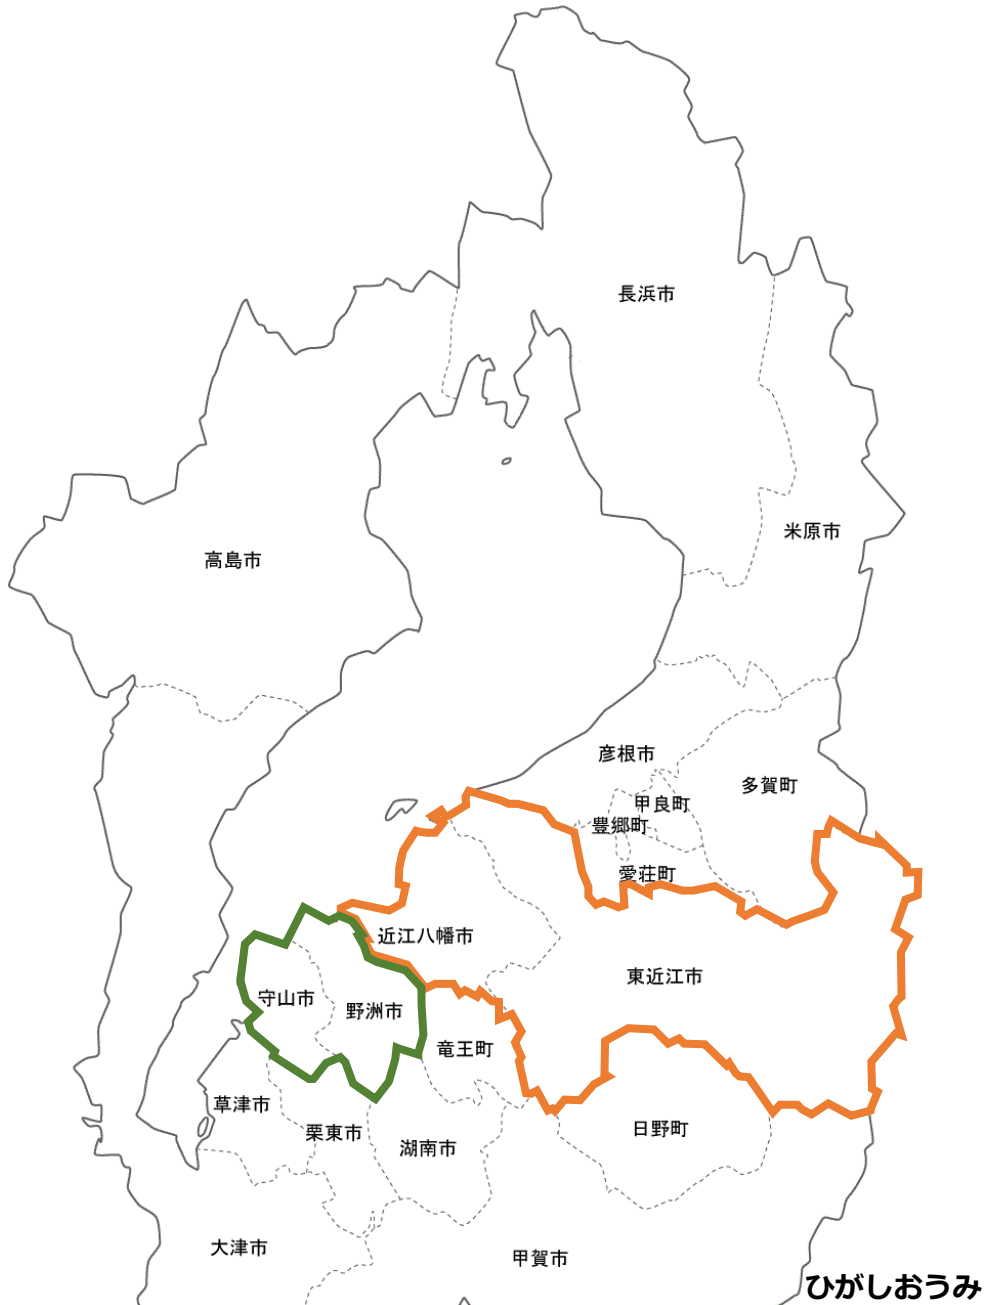 長浜市
米原市
高島市
彦根市
多賀町
甲良町
豊郷町
愛荘町
近江八幡市
東近江市
守山市
野洲市
竜王町
草津市
栗東市
湖南市
日野町
大津市
甲賀市
ひがしおうみ